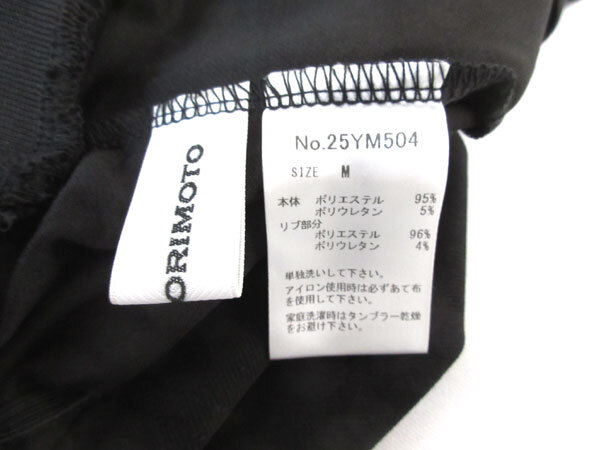 ORIMOTO
No.25YM504
SIZE M
本体 ポリエステル 95%
ポリウレタン 5%
リブ部分
ポリエステル 96%
ポリウレタン 4%
単独洗いして下さい。
アイロン使用時は必ずあて布
を使用して下さい。
家庭洗濯時はタンブラー乾燥
をお避け下さい。